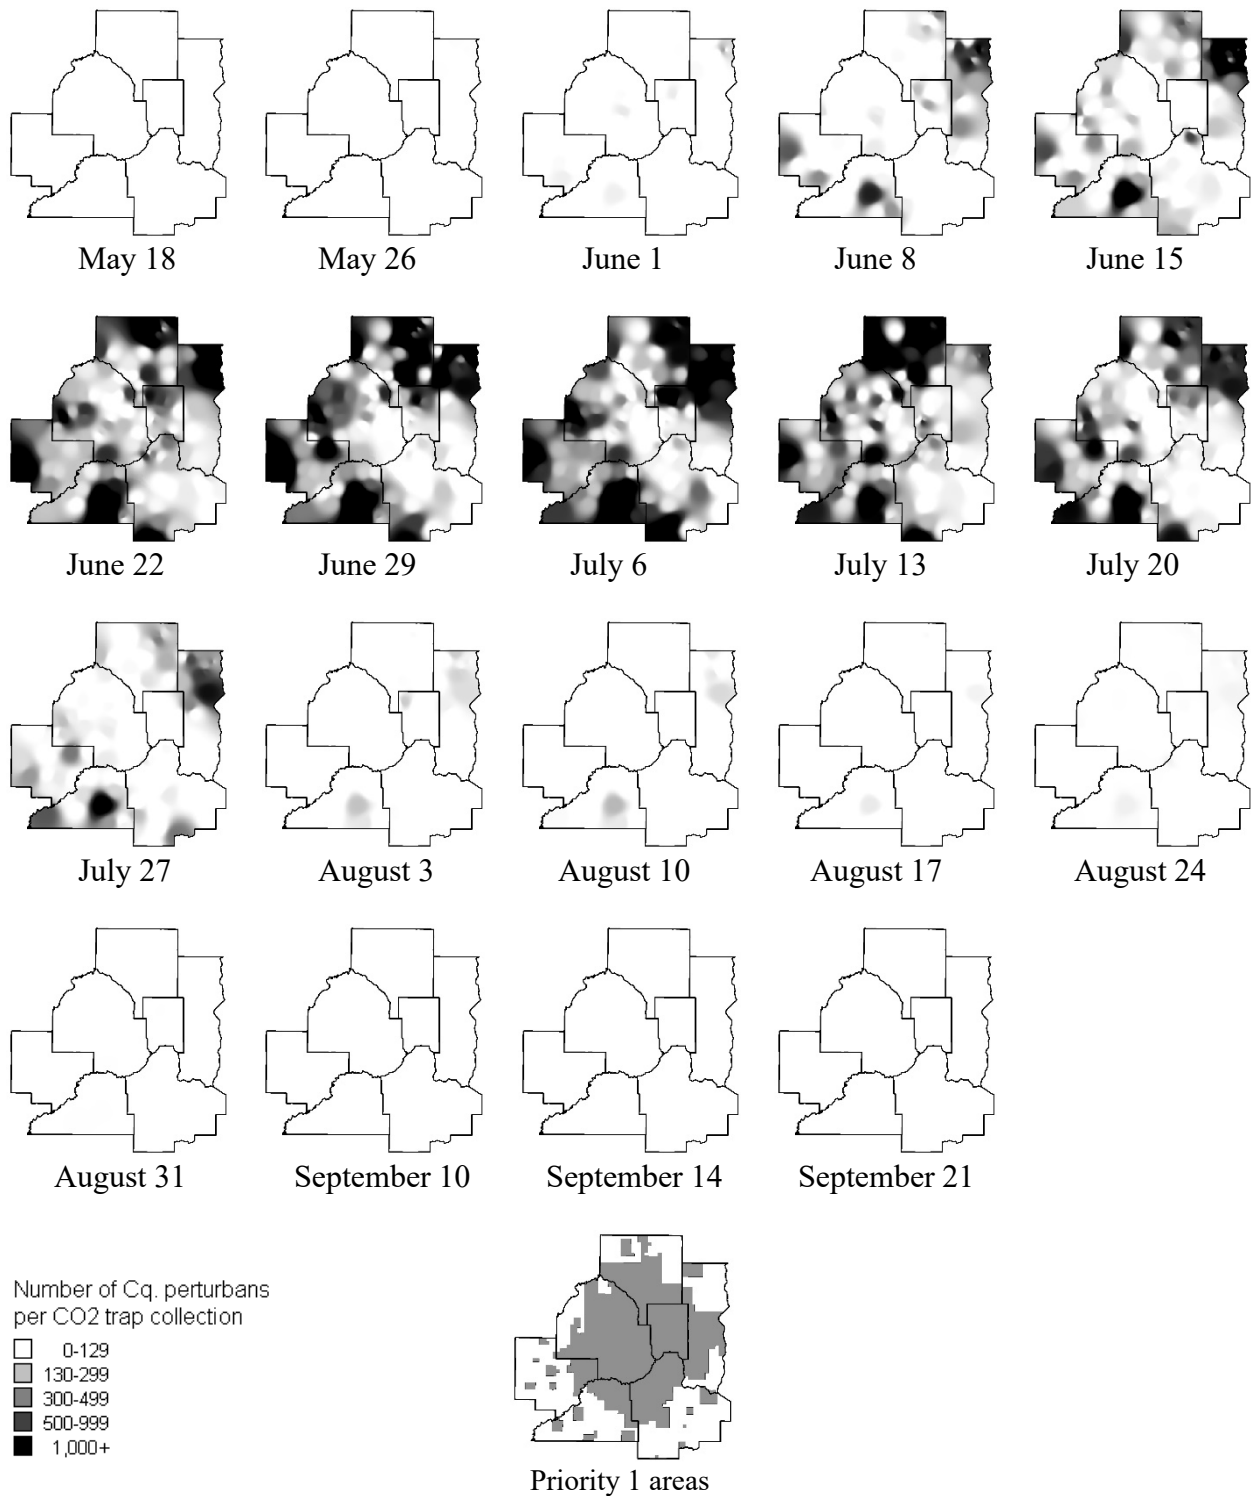 May 18
May 26
June 1
June 8
June 15
June 22
June 29
July 6
July 13
July 20
July 27
August 3
August 10
August 17
August 24
August 31
September 10
September 14
September 21
Number of Cq. perturbans
per CO2 trap collection
0-129
130-299
300-499
500-999
1,000+
Priority 1 areas